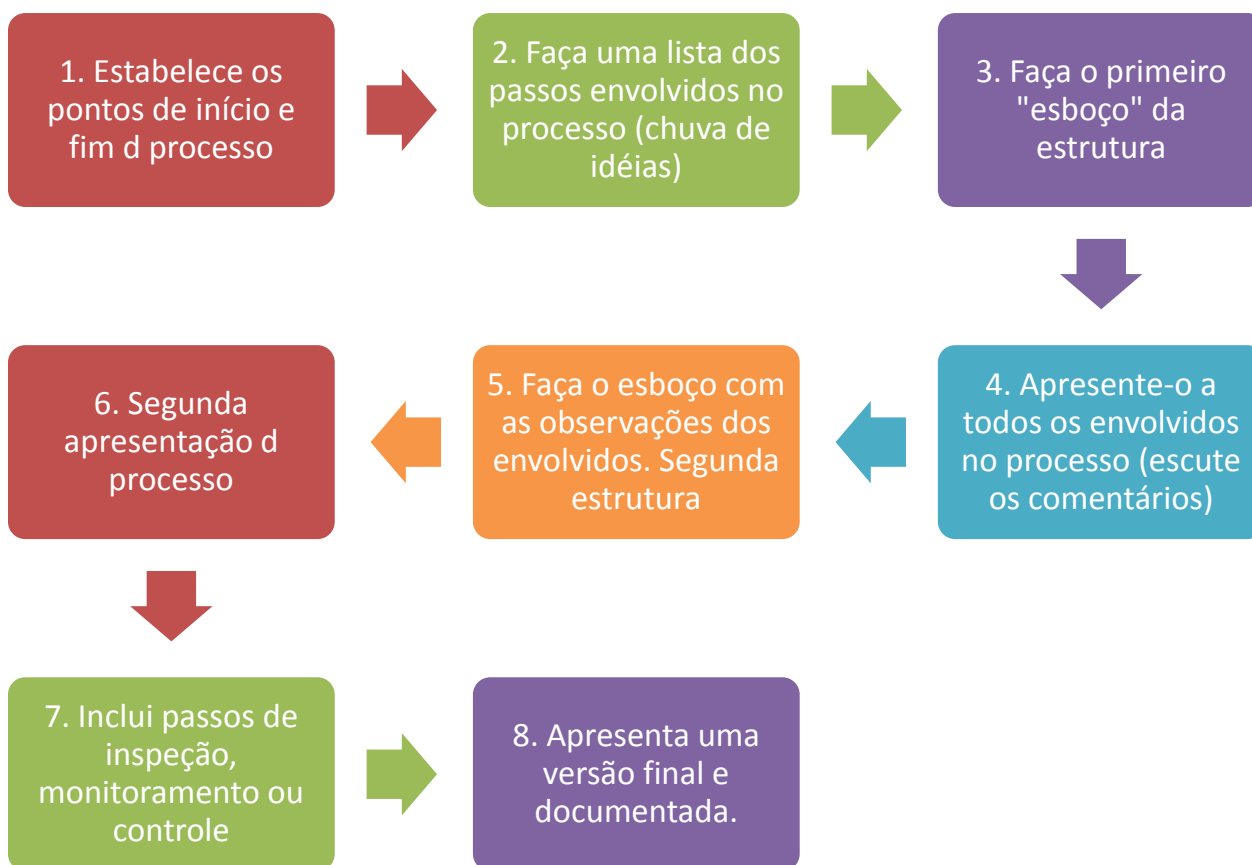 1. Estabelece os
pontos de início e
fim d processo
2. Faça uma lista dos
passos envolvidos no
processo (chuva de
idéias)
3. Faça o primeiro
"esboço" da
estrutura
4. Apresente-o a
todos os envolvidos
no processo (escute
os comentários)
5. Faça o esboço com
as observações dos
envolvidos. Segunda
estrutura
6. Segunda
apresentação d
processo
7. Inclui passos de
inspeção,
monitoramento ou
controle
8. Apresenta uma
versão final e
documentada.